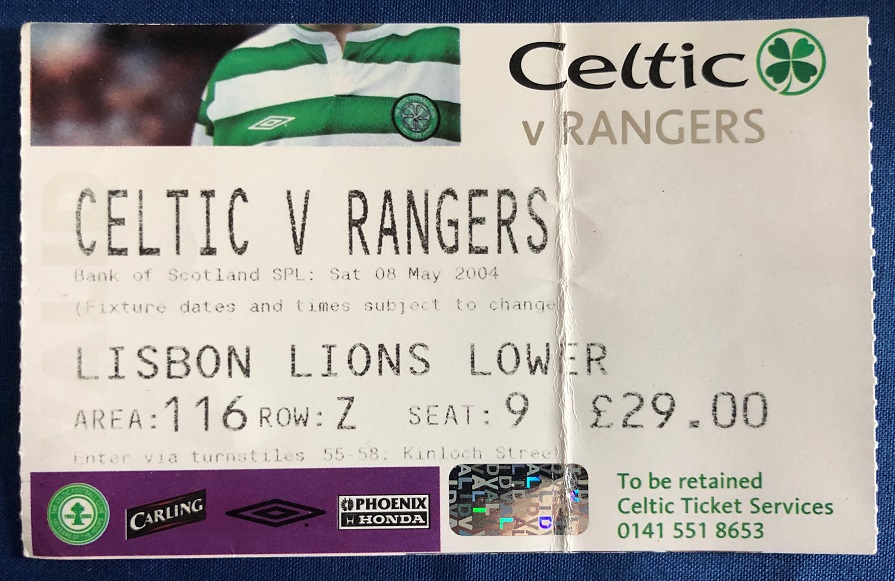 Celtic
v RANGERS
CELTIC V RANGERS
Bank of Scotland SPL: Sat 08 May 2004
(Fixture dates and times subject to change
LISBON LIONS LOWER
AREA:116 ROW:Z SEAT:9 £29.00
Enter via turnstiles 55-58: Kinloch Street
CARLING
PHOENIX
HONDA
VALID
To be retained
Celtic Ticket Services
0141 551 8653